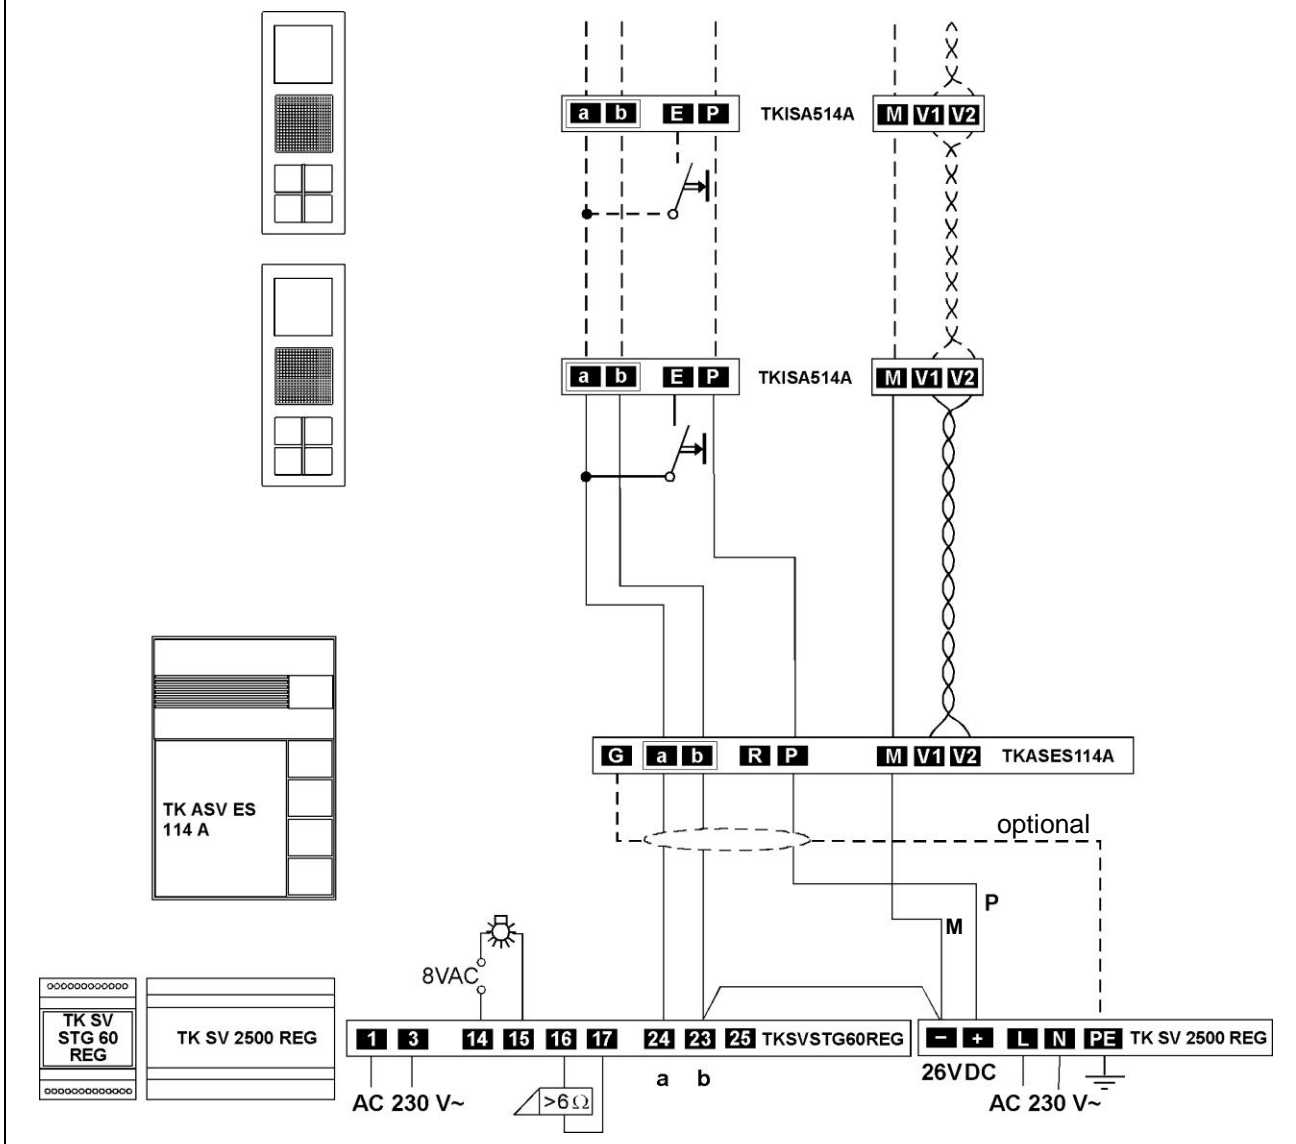 a b E P TKISA514A M V1 V2
a b E P TKISA514A M V1 V2
G a b R P M V1 V2 TKASES114A
TK ASV ES
114 A
optional
P
M
8VAC
TK SV
STG 60
REG
TK SV 2500 REG
1 3 14 15 16 17 24 23 25 TKSVSTG60REG
− + L N PE TK SV 2500 REG
a b
26VDC
AC 230 V~
>6 Ω
AC 230 V~